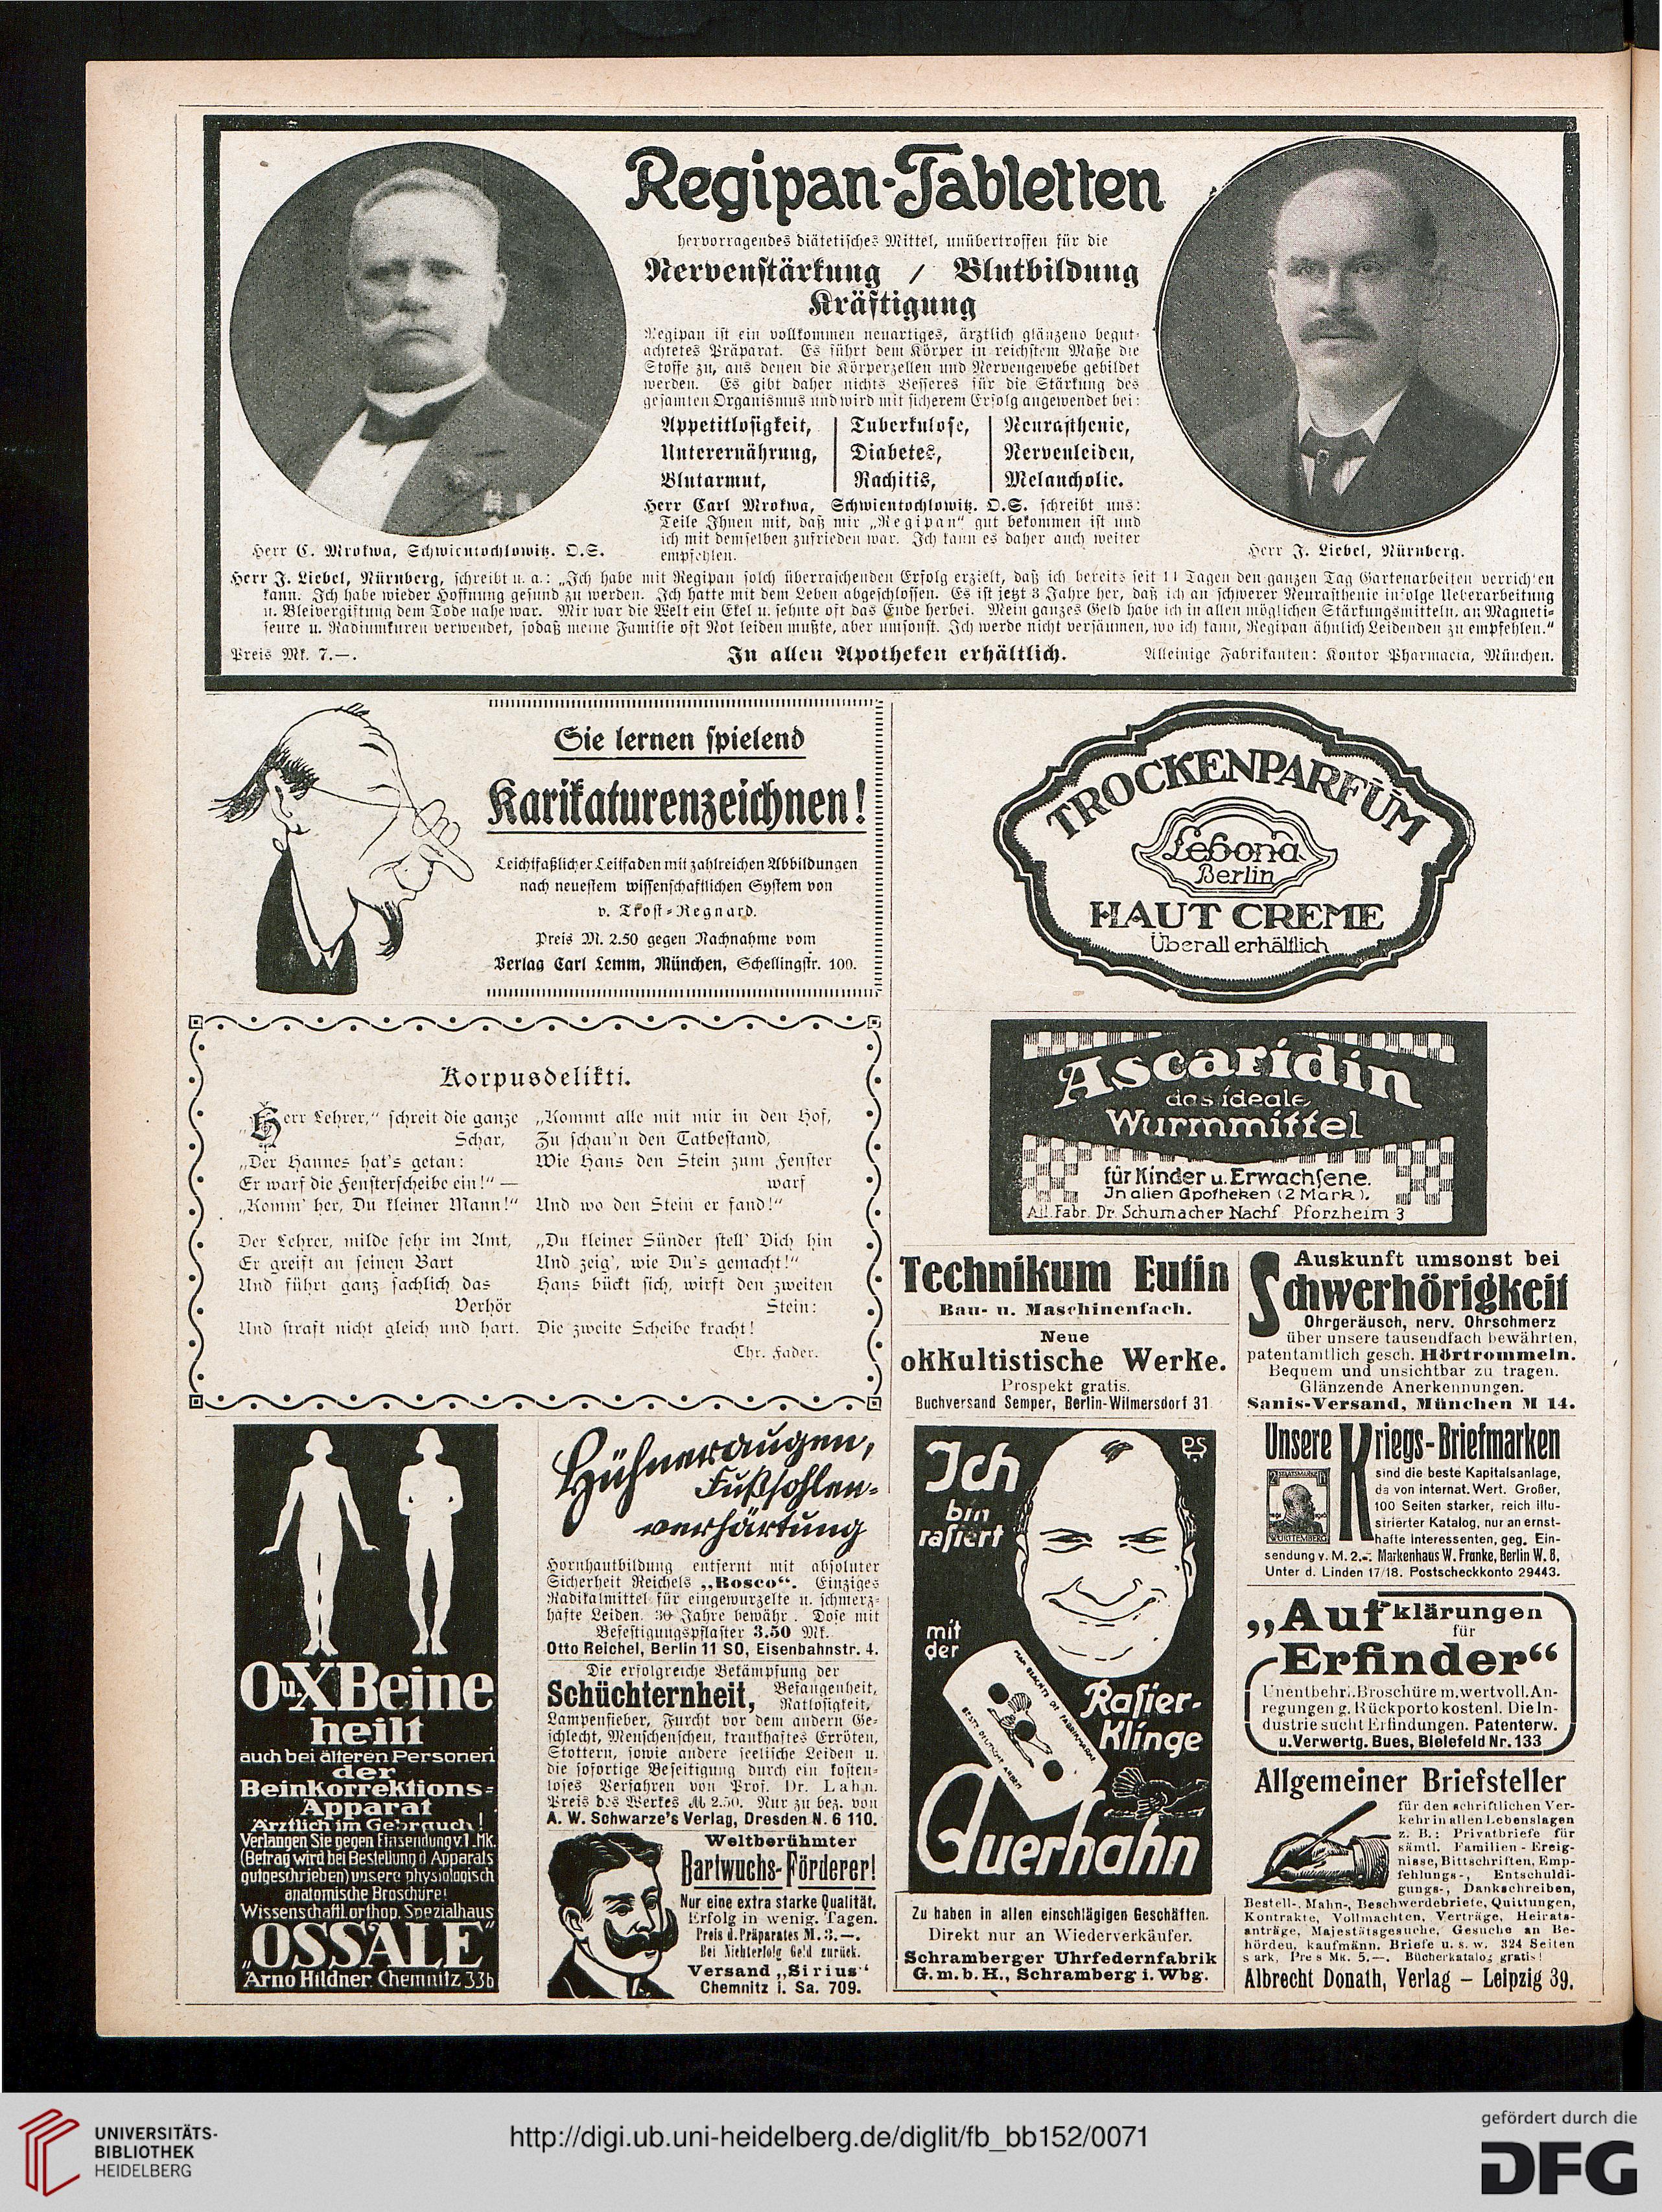 Regipan-Tabletten
hervorragendes diätetisches Mittel, unübertroffen für die
Nervenstärkung / Blutbildung
Kräftigung
Regipan ist ein vollkommen neuartiges, ärztlich glänzend begut-
achtetes Präparat. Es führt dem Körper in reichstem Maße die
Stoffe zu, aus denen die Körperzellen und Nervengewebe gebildet
werden. Es gibt daher nichts Besseres für die Stärkung des
gesamten Organismus und wird mit sicherem Erfolg angewendet bei:
Appetitlosigkeit, Tuberkulose, Neurasthenie,
Unterernährung, Diabetes, Nervenleiden,
Blutarmut, Rachitis, Melancholie.
Herr Carl Mrokwa, Schwientochlowitz. O.S. schreibt uns:
Teile Ihnen mit, daß mir „Regipan“ gut bekommen ist und
ich mit demselben zufrieden war. Ich kann es daher auch weiter
empfehlen.
Herr C. Mrokwa, Schwientochlowitz. O.S.
Herr J. Liebel, Nürnberg.
Herr J. Liebel, Nürnberg, schreibt u. a.: „Ich habe mit Regipan solch überraschenden Erfolg erzielt, daß ich bereits seit 11 Tagen den ganzen Tag Gartenarbeiten verrichten
kann. Ich habe wieder Hoffnung gesund zu werden. Ich hatte mit dem Leben abgeschlossen. Es ist jetzt 3 Jahre her, daß ich an schwerer Neurasthenie infolge Ueberarbeitung
u. Bleivergiftung dem Tode nahe war. Mir war die Welt ein Ekel u. sehnte oft das Ende herbei. Mein ganzes Geld habe ich in allen möglichen Stärkungsmitteln, an Magneti-
seure u. Radiumkuren verwendet, sodaß meine Familie oft Not leiden mußte, aber umsonst. Ich werde nicht versäumen, wo ich kann, Regipan ähnlich Leidenden zu empfehlen.“
Preis Mk. 7.—. In allen Apotheken erhältlich. Alleinige Fabrikanten: Kontor Pharmacia, München.
Sie lernen spielend
Karikaturenzeichnen!
Leichtfaßlicher Leitfaden mit zahlreichen Abbildungen
nach neuestem wissenschaftlichen System von
v. Trost-Regnard.
Preis M. 2.50 gegen Nachnahme vom
Verlag Carl Lemm, München, Schellingstr. 100.
TROCKENPARFÜM
Lebona
Berlin
HAUT CREME
Überall erhältlich
Korpusdelikti.
„Herr Lehrer,“ schreit die ganze
Schar,
„Der Hannes hat's getan:
Er warf die Fensterscheibe ein!“ —
„Komm' her, Du kleiner Mann!“
Der Lehrer, milde sehr im Amt,
Er greift an seinen Bart
Und führt ganz sachlich das
Verhör
Und straft nicht gleich und hart.
„Kommt alle mit mir in den Hof,
Zu schau'n den Tatbestand,
Wie Hans den Stein zum Fenster
warf
Und wo den Stein er fand!“
„Du kleiner Sünder stell' Dich hin
Und zeig', wie Du's gemacht!“
Hans bückt sich, wirft den zweiten
Stein:
Die zweite Scheibe kracht!
Chr. Fader.
Ascaridin
das ideale
Wurmmittel
für Kinder u. Erwachsene.
In allen Apotheken (2 Mark).
All. Fabr. Dr. Schumacher Nachf. Pforzheim 3
Technikum Eutin
Bau- u. Maschinenfach.
Neue
okkultistische Werke.
Prospekt gratis.
Buchversand Semper, Berlin-Wilmersdorf 31
Auskunft umsonst bei
Schwerhörigkeit
Ohrgeräusch, nerv. Ohrschmerz
über unsere tausendfach bewährten,
patentamtlich gesch. Hörtrommeln.
Bequem und unsichtbar zu tragen.
Glänzende Anerkennungen.
Sanis-Versand, München M 14.
O u. X Beine
heilt
auch bei älteren Personen
der
Beinkorrektions-
Apparat
Ärztlich im Gebrauch!
Verlangen Sie gegen Einsendung v. 1. Mk.
(Betrag wird bei Bestellung d. Apparats
gutgeschrieben) unsere physiologisch
anatomische Broschüre!
Wissenschaftl. orthop. Spezialhaus
„OSSALE“
Arno Hildner, Chemnitz 33b
Hühneraugen,
Fußsohlen-
verhärtung
Hornhautbildung entfernt mit absoluter
Sicherheit Reichels „Rosco“. Einziges
Radikalmittel für eingewurzelte u. schmerz-
hafte Leiden. 30 Jahre bewähr. Dose mit
Befestigungspflaster 3.50 Mk.
Otto Reichel, Berlin 11 SO, Eisenbahnstr. 4.
Die erfolgreiche Bekämpfung der
Schüchternheit, Befangenheit,
Ratlosigkeit,
Lampenfieber, Furcht vor dem andern Ge-
schlecht, Menschenscheu, krankhaftes Erröten,
Stottern, sowie andere seelische Leiden u.
die sofortige Beseitigung durch ein kosten-
loses Verfahren von Prof. Dr. Lahn.
Preis des Werkes M 2.50. Nur zu bez. von
A. W. Schwarze's Verlag, Dresden N. 6 110.
Weltberühmter
Bartwuchs-Förderer!
Nur eine extra starke Qualität.
Erfolg in wenig. Tagen.
Preis d. Präparates M. 3.—.
Bei Nichterfolg Geld zurück.
Versand „Sirius“
Chemnitz i. Sa. 709.
Ich
bin
rasiert
PS
mit
der
Rasier-
Klinge
Auerhahn
Zu haben in allen einschlägigen Geschäften.
Direkt nur an Wiederverkäufer.
Schramberger Uhrfedernfabrik
G.m.b.H., Schramberg i. Wbg.
Unsere Kriegs-Briefmarken
sind die beste Kapitalsanlage,
da von internat. Wert. Großer,
100 Seiten starker, reich illu-
strierter Katalog, nur an ernst-
hafte Interessenten, geg. Ein-
sendung v. M. 2.-. Markenhaus W. Franke, Berlin W. 8,
Unter d. Linden 17/18. Postscheckkonto 29443.
„Aufklärungen
für
Erfinder“
Unentbehrl. Broschüre m. wertvoll. An-
regungen g. Rückporto kostenl. Die In-
dustrie sucht Erfindungen. Patenterw.
u. Verwertg. Bues, Bielefeld Nr. 133
Allgemeiner Briefsteller
für den schriftlichen Ver-
kehr in allen Lebenslagen
z. B.: Privatbriefe für
sämtl. Familien-Ereig-
nisse, Bittschriften, Emp-
fehlungs-, Entschuldi-
gungs-, Dankschreiben,
Bestell-, Mahn-, Beschwerdebriefe, Quittungen,
Kontrakte, Vollmachten, Verträge, Heirats-
anträge, Majestätsgesuche, Gesuche an Be-
hörden, kaufmänn. Briefe u. s. w. 324 Seiten
stark, Preis Mk. 5.—. Bücherkatalog gratis!
Albrecht Donath, Verlag – Leipzig 39.
UNIVERSITÄTS-
BIBLIOTHEK
HEIDELBERG
http://digi.ub.uni-heidelberg.de/diglit/fb_bb152/0071
gefördert durch die
DFG